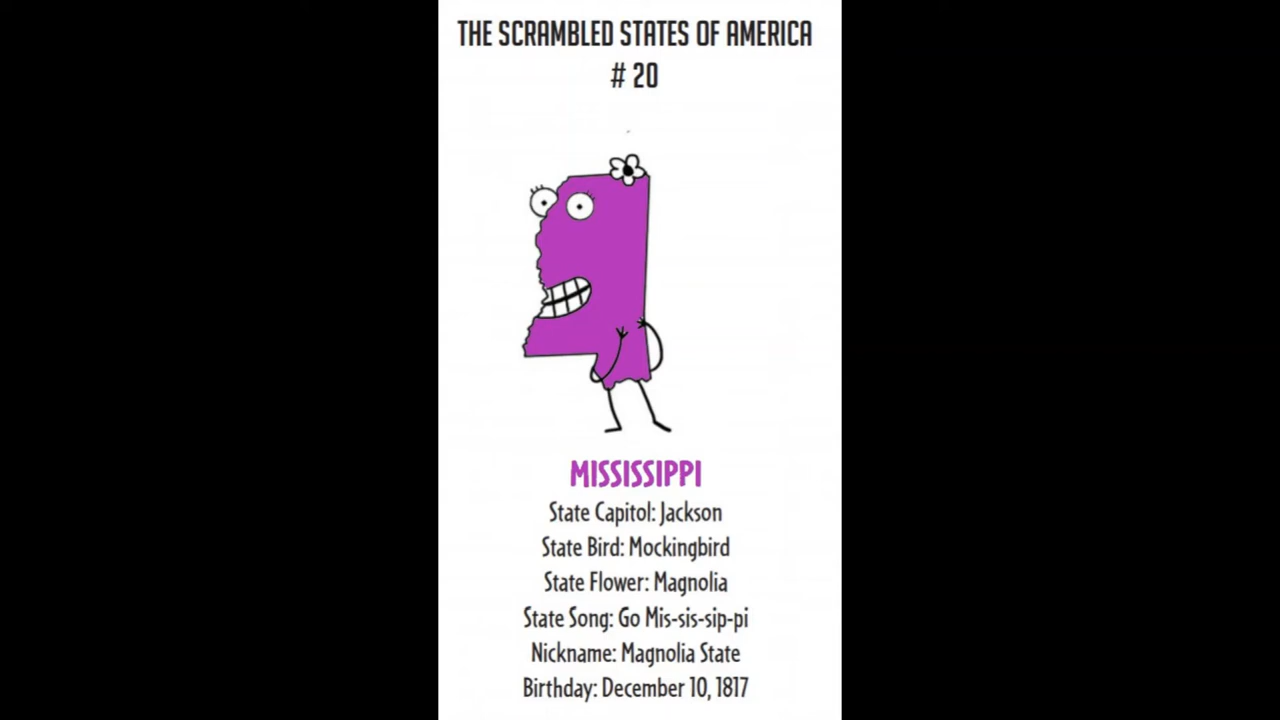 THE SCRAMBLED STATES OF AMERICA
# 20
MISSISSIPPI
State Capitol: Jackson
State Bird: Mockingbird
State Flower: Magnolia
State Song: Go Mis-sis-sip-pi
Nickname: Magnolia State
Birthday: December 10, 1817